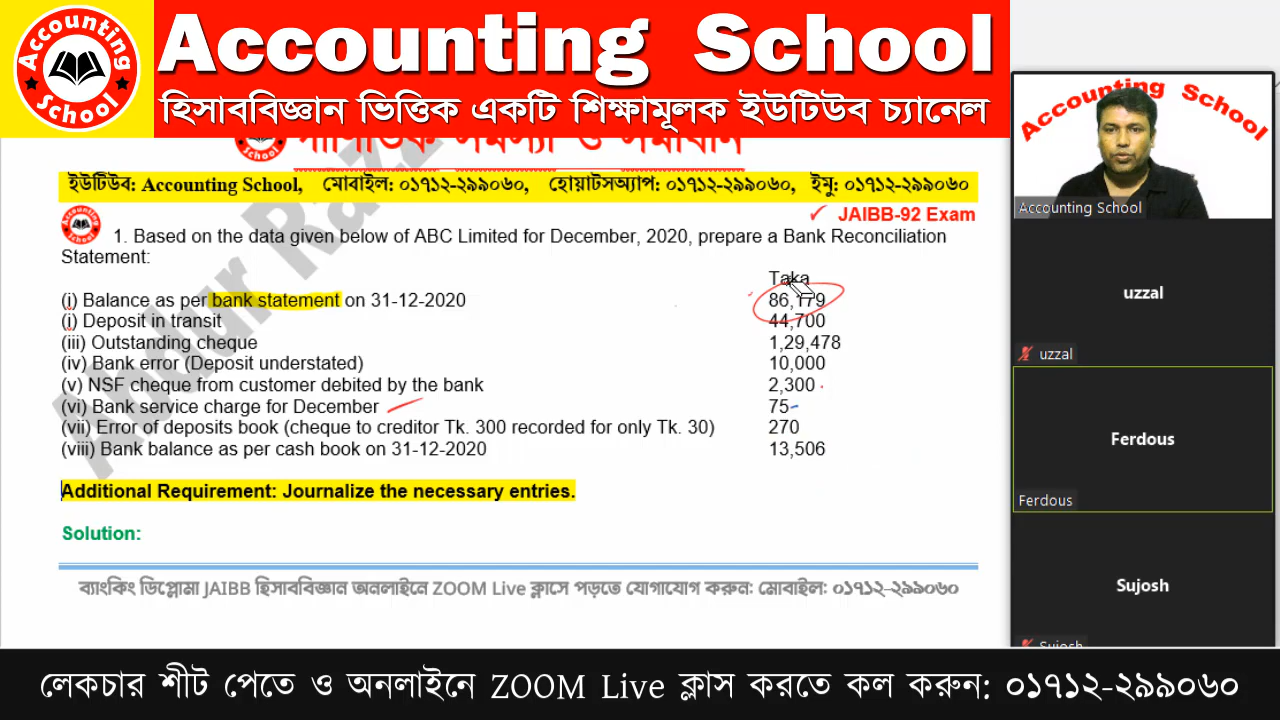 Accounting School
Accounting School
হিসাববিজ্ঞান ভিত্তিক একটি শিক্ষামূলক ইউটিউব চ্যানেল
গাণিতিক সমস্যা ও সমাধান
ইউটিউব: Accounting School, মোবাইল: ০১৭১২-২৯৯০৬০, হোয়াটসঅ্যাপ: ০১৭১২-২৯৯০৬০, ইমু: ০১৭১২-২৯৯০৬০
JAIBB-92 Exam
1. Based on the data given below of ABC Limited for December, 2020, prepare a Bank Reconciliation
Statement:
Taka
(i) Balance as per bank statement on 31-12-2020 86,179
(i) Deposit in transit 44,700
(iii) Outstanding cheque 1,29,478
(iv) Bank error (Deposit understated) 10,000
(v) NSF cheque from customer debited by the bank 2,300
(vi) Bank service charge for December 75
(vii) Error of deposits book (cheque to creditor Tk. 300 recorded for only Tk. 30) 270
(viii) Bank balance as per cash book on 31-12-2020 13,506
Additional Requirement: Journalize the necessary entries.
Solution:
ব্যাংকিং ডিপ্লোমা JAIBB হিসাববিজ্ঞান অনলাইনে ZOOM Live ক্লাসে পড়তে যোগাযোগ করুন: মোবাইল: ০১৭১২-২৯৯০৬০
Abdur Razz
Accounting School
Accounting School
uzzal
uzzal
Ferdous
Ferdous
Sujosh
Sujosh
লেকচার শীট পেতে ও অনলাইনে ZOOM Live ক্লাস করতে কল করুন: ০১৭১২-২৯৯০৬০